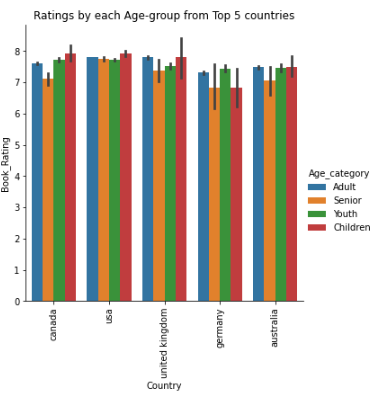 Ratings by each Age-group from Top 5 countries
Book_Rating
8
7
6
5
4
3
2
1
0
canada
usa
united kingdom
germany
australia
Country
Age_category
Adult
Senior
Youth
Children